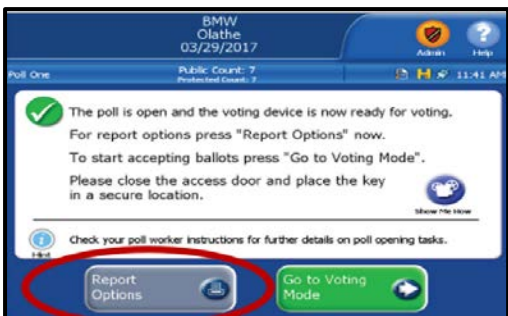 BMW
Olathe
03/29/2017
Admin
Help
Poll One
Public Count: 7
Protected Count: 7
11:41 AM
The poll is open and the voting device is now ready for voting.
For report options press "Report Options" now.
To start accepting ballots press "Go to Voting Mode".
Please close the access door and place the key
in a secure location.
Show Me How
Hint
Check your poll worker instructions for further details on poll opening tasks.
Report
Options
Go to Voting
Mode